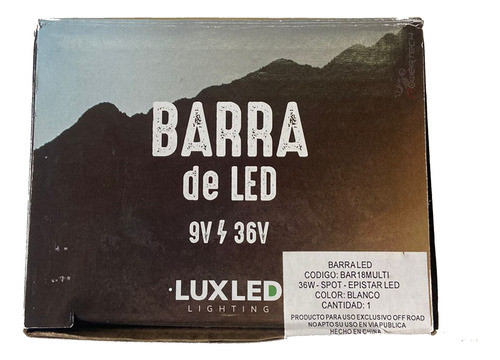 BARRA
de LED
9V 36V
LUXLED
LIGHTING
BARRA LED
CODIGO: BAR18MULTI
36W - SPOT - EPISTAR LED
COLOR: BLANCO
CANTIDAD: 1
PRODUCTO PARA USO EXCLUSIVO OFF ROAD
NO APTO SU USO EN VIA PUBLICA
HECHO EN CHINA